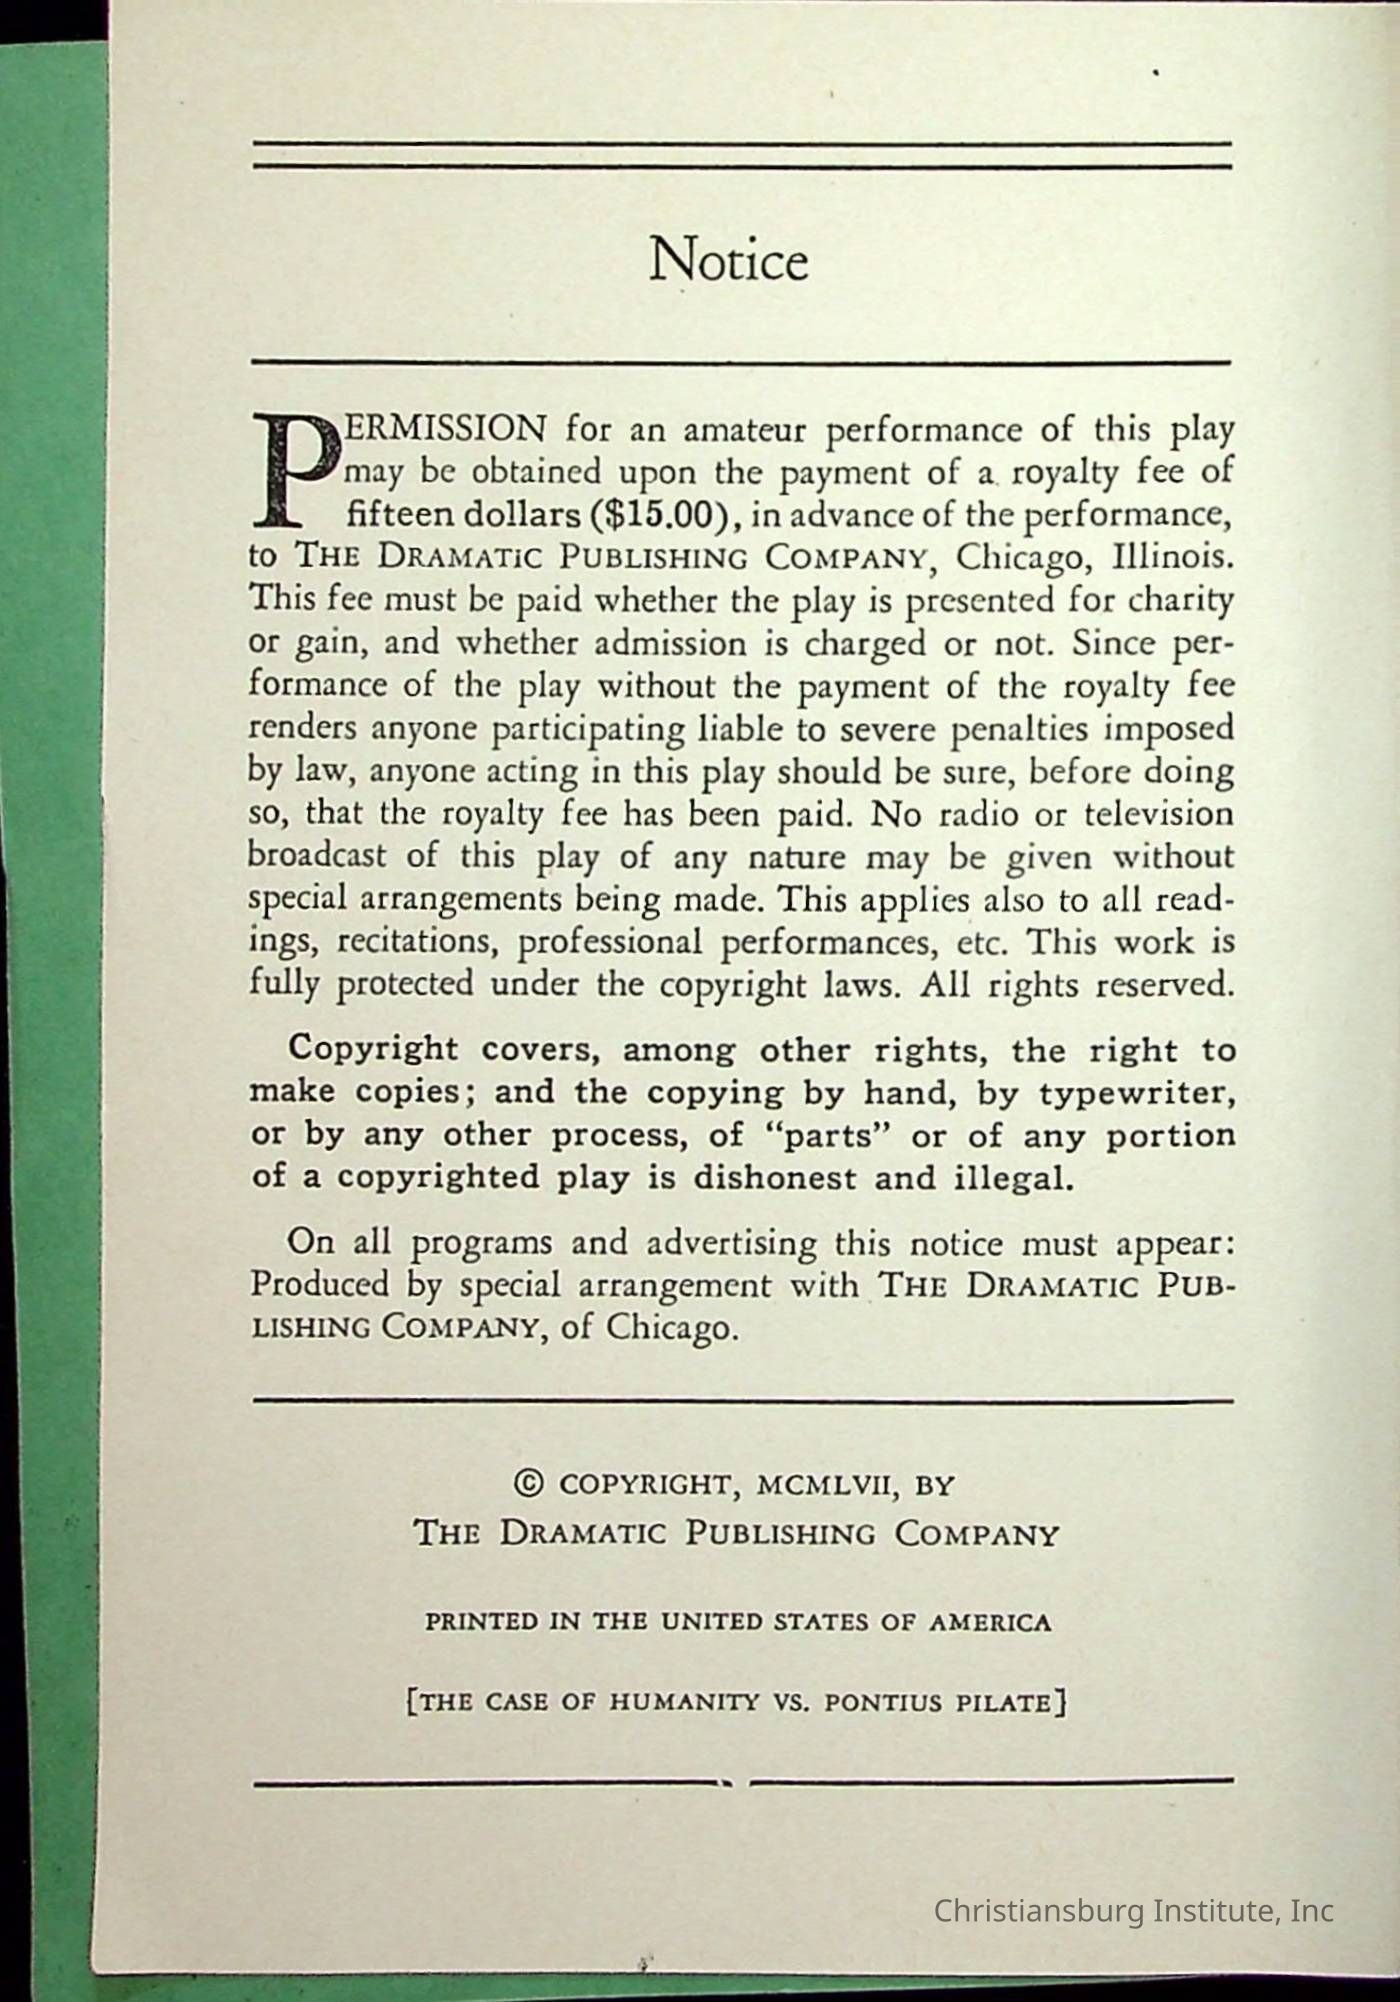 Notice
PERMISSION for an amateur performance of this play
may be obtained upon the payment of a royalty fee of
fifteen dollars ($15.00), in advance of the performance,
to THE DRAMATIC PUBLISHING COMPANY, Chicago, Illinois.
This fee must be paid whether the play is presented for charity
or gain, and whether admission is charged or not. Since per-
formance of the play without the payment of the royalty fee
renders anyone participating liable to severe penalties imposed
by law, anyone acting in this play should be sure, before doing
so, that the royalty fee has been paid. No radio or television
broadcast of this play of any nature may be given without
special arrangements being made. This applies also to all read-
ings, recitations, professional performances, etc. This work is
fully protected under the copyright laws. All rights reserved.
Copyright covers, among other rights, the right to
make copies; and the copying by hand, by typewriter,
or by any other process, of “parts” or of any portion
of a copyrighted play is dishonest and illegal.
On all programs and advertising this notice must appear:
Produced by special arrangement with THE DRAMATIC PUB-
LISHING COMPANY, of Chicago.
© COPYRIGHT, MCMLVII, BY
THE DRAMATIC PUBLISHING COMPANY
PRINTED IN THE UNITED STATES OF AMERICA
[THE CASE OF HUMANITY VS. PONTIUS PILATE]
Christiansburg Institute, Inc